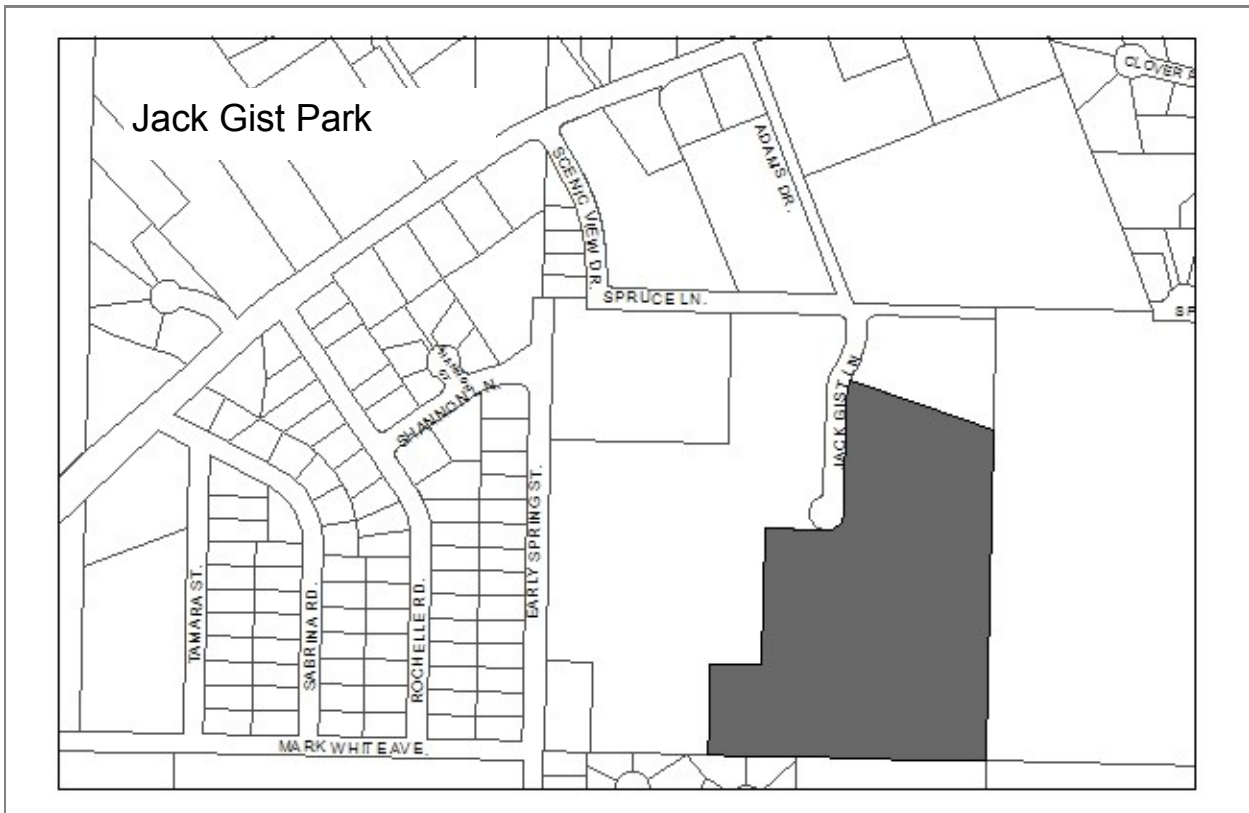 Jack Gist Park
CLOVER
SCENIC VIEW DR.
ADAMS DR.
SPRUCE LN.
JACK GIST LN
SHANNON LN.
EARLY SPRING ST.
TAMARA ST.
SABRINA RD.
ROCHELLE RD.
MARK WHITE AVE.